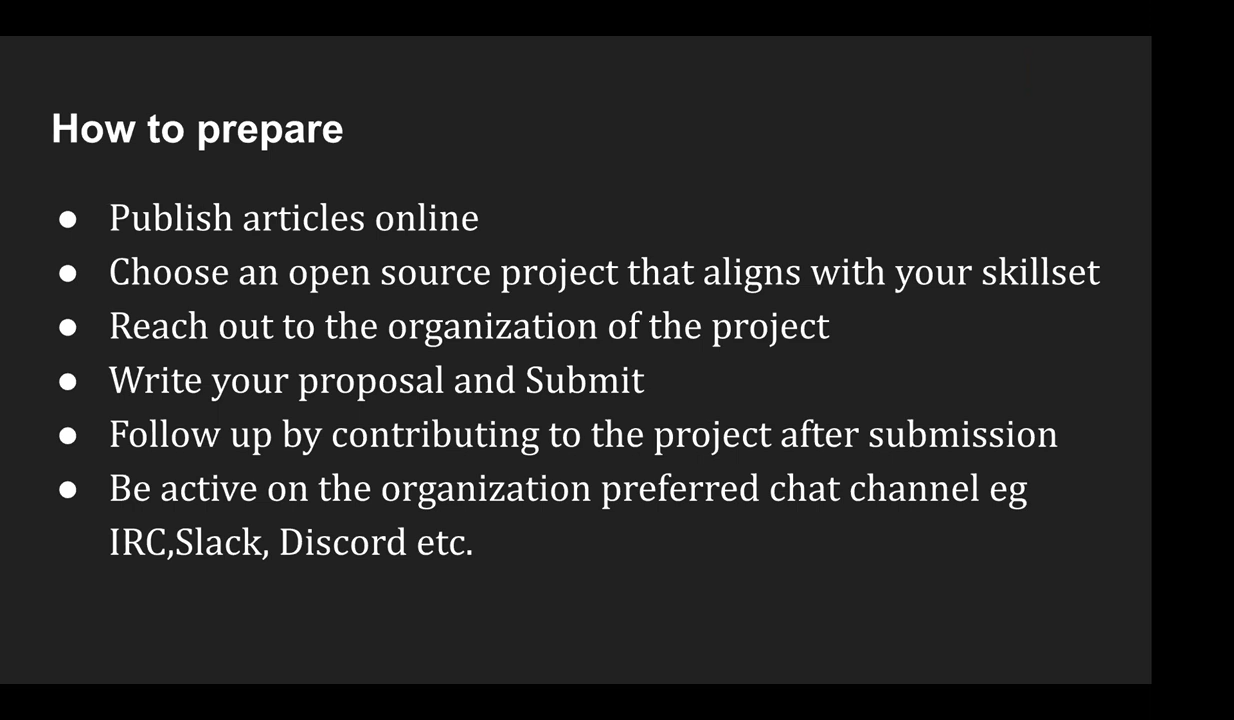 How to prepare
● Publish articles online
● Choose an open source project that aligns with your skillset
● Reach out to the organization of the project
● Write your proposal and Submit
● Follow up by contributing to the project after submission
● Be active on the organization preferred chat channel eg
IRC,Slack, Discord etc.